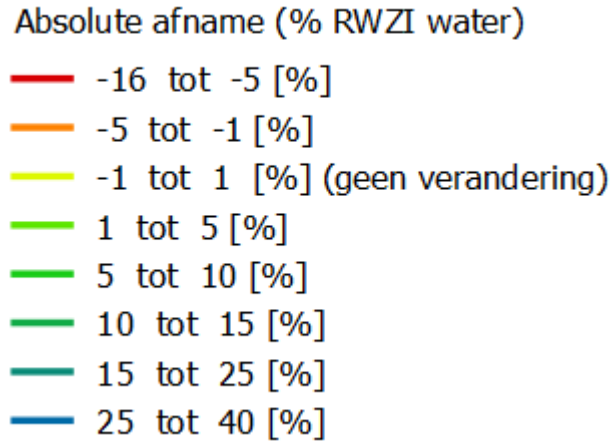 Absolute afname (% RWZI water)
-16 tot -5 [%]
-5 tot -1 [%]
-1 tot 1 [%] (geen verandering)
1 tot 5 [%]
5 tot 10 [%]
10 tot 15 [%]
15 tot 25 [%]
25 tot 40 [%]